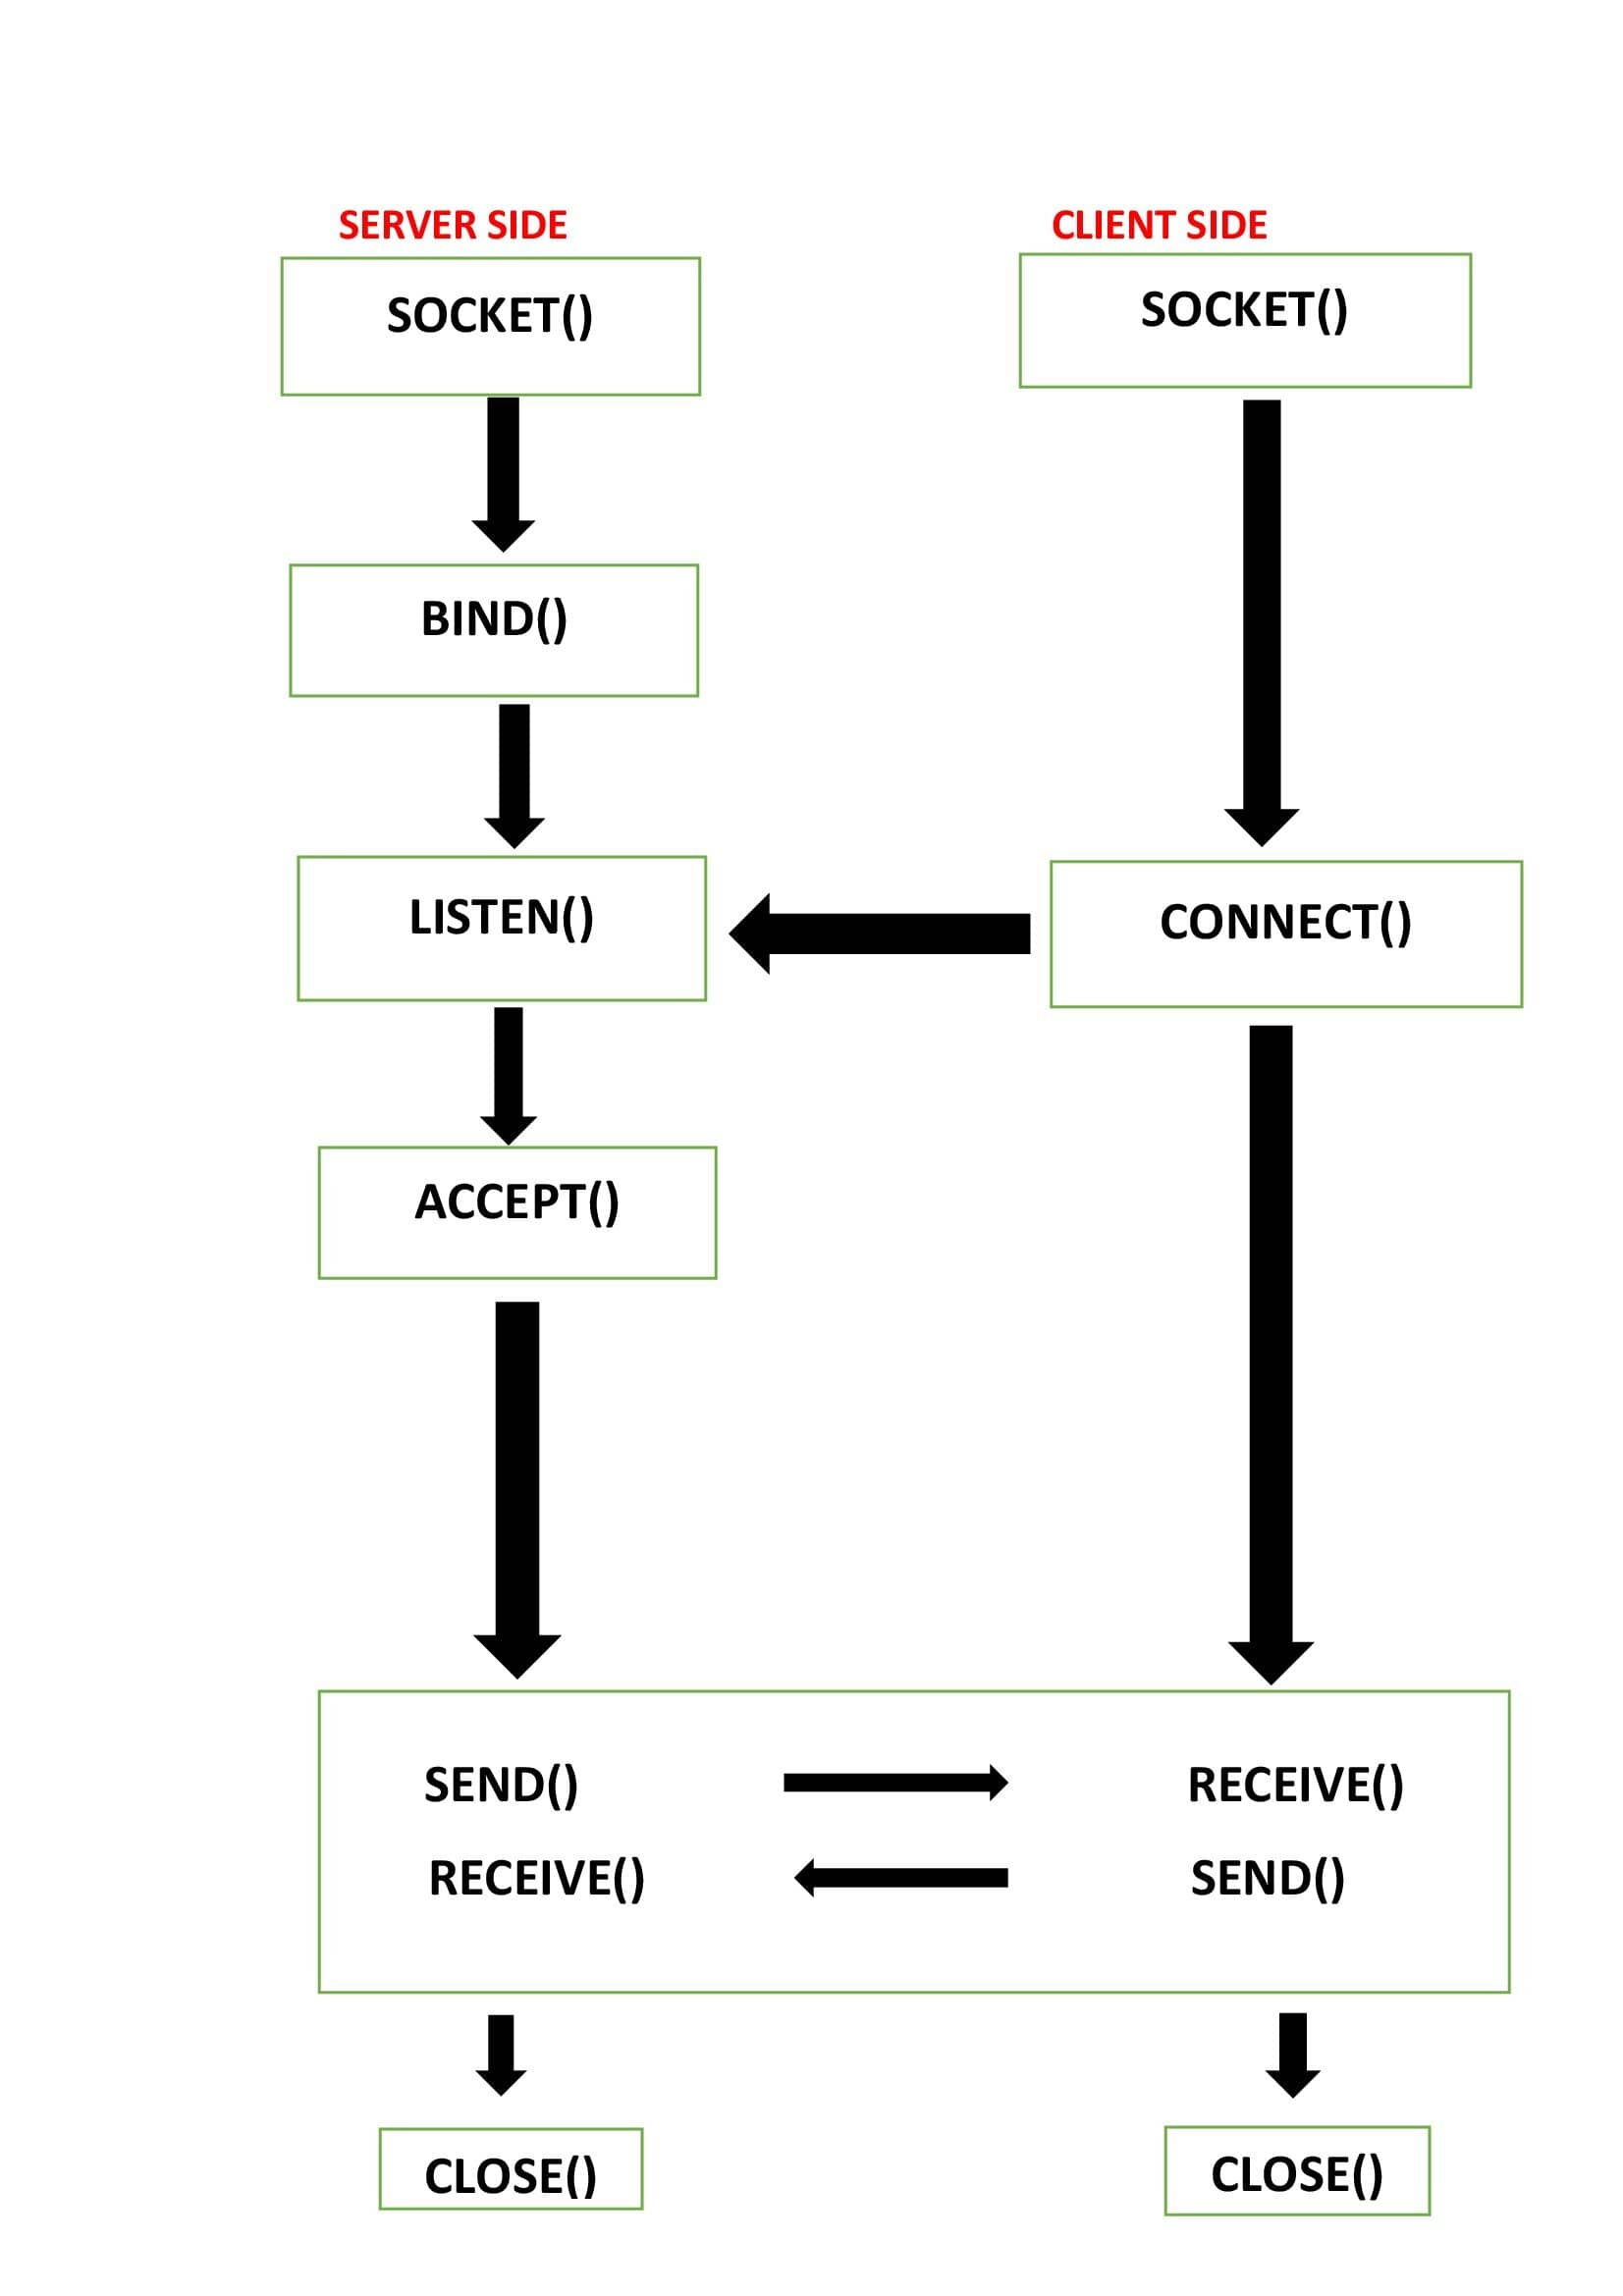 SERVER SIDE
CLIENT SIDE
SOCKET()
SOCKET()
BIND()
LISTEN()
CONNECT()
ACCEPT()
SEND()
RECEIVE()
RECEIVE()
SEND()
CLOSE()
CLOSE()